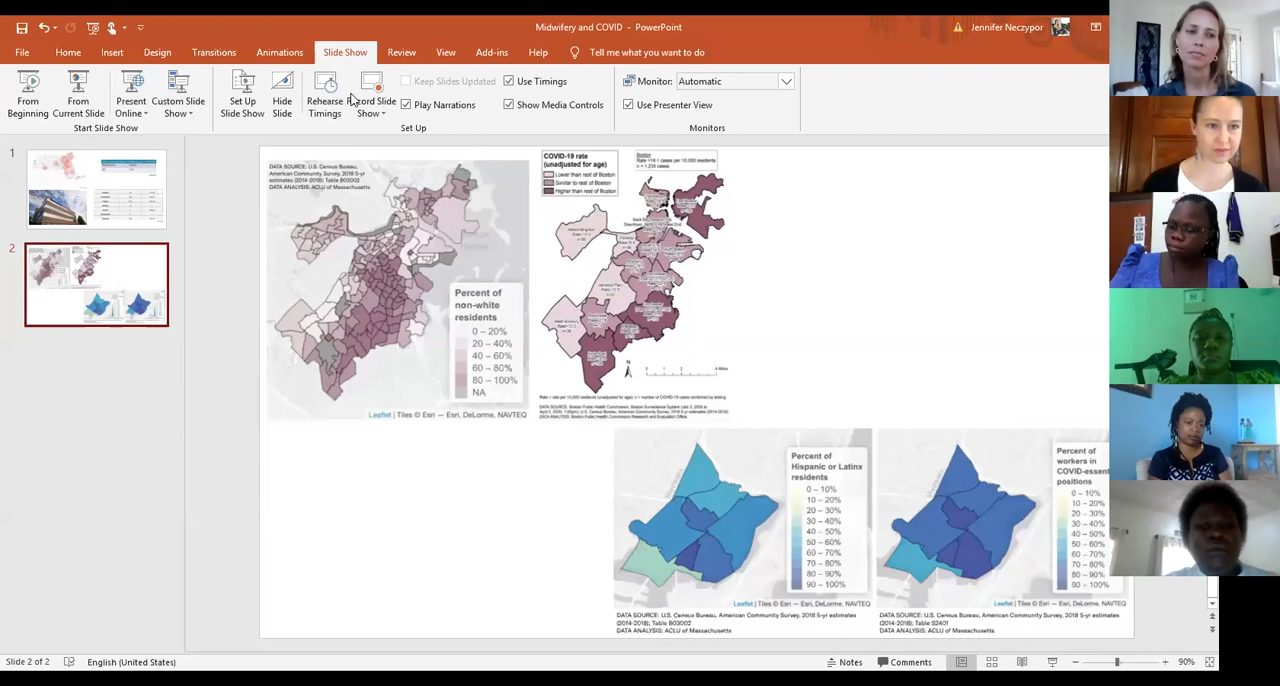 Midwifery and COVID - PowerPoint
Jennifer Neczypor
File Home Insert Design Transitions Animations Slide Show Review View Add-ins Help Tell me what you want to do
From Beginning
From Current Slide
Present Online
Custom Slide Show
Start Slide Show
Set Up Slide Show
Hide Slide
Rehearse Timings
Record Slide Show
Keep Slides Updated
Play Narrations
Use Timings
Show Media Controls
Set Up
Monitor: Automatic
Use Presenter View
Monitors
1
2
DATA SOURCE: U.S. Census Bureau,
American Community Survey, 2018 5-yr
estimates (2014-2018); Table B03002
DATA ANALYSIS: ACLU of Massachusetts
Percent of
non-white
residents
0 – 20%
20 – 40%
40 – 60%
60 – 80%
80 – 100%
NA
Leaflet | Tiles © Esri — Esri, DeLorme, NAVTEQ
COVID-19 rate
(unadjusted for age)
Lower than rest of Boston
Similar to rest of Boston
Higher than rest of Boston
Boston
N
4 Miles
Percent of
Hispanic or Latinx
residents
0 – 10%
10 – 20%
20 – 30%
30 – 40%
40 – 50%
50 – 60%
60 – 70%
70 – 80%
80 – 90%
90 – 100%
Leaflet | Tiles © Esri — Esri, DeLorme, NAVTEQ
DATA SOURCE: U.S. Census Bureau, American Community Survey, 2018 5-yr estimates
(2014-2018); Table B03002
DATA ANALYSIS: ACLU of Massachusetts
Percent of
workers in
COVID-essen
positions
0 – 10%
10 – 20%
20 – 30%
30 – 40%
40 – 50%
50 – 60%
60 – 70%
70 – 80%
80 – 90%
90 – 100%
Leaflet | Tiles © Esri — Esri, DeLorme, NAVTEQ
DATA SOURCE: U.S. Census Bureau, American Community Survey, 2018 5-yr estimates
(2014-2018); Table S2401
DATA ANALYSIS: ACLU of Massachusetts
Slide 2 of 2 English (United States) Notes Comments 90%